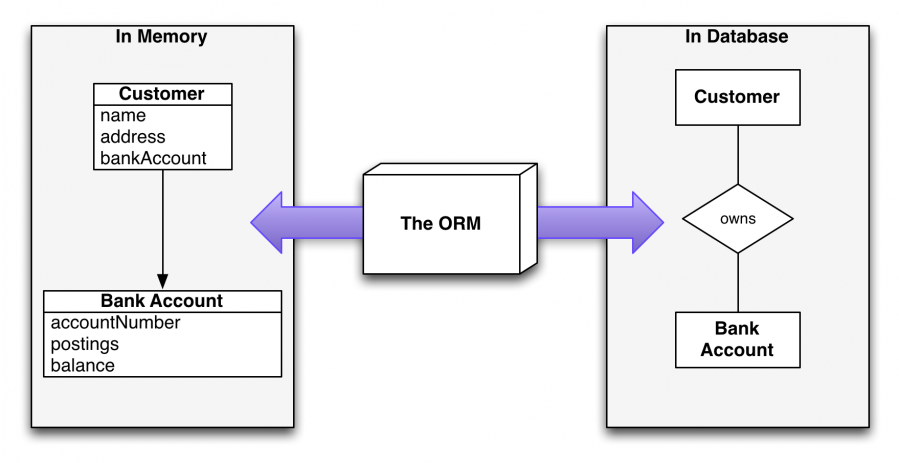 In Memory
Customer
name
address
bankAccount
Bank Account
accountNumber
postings
balance
The ORM
In Database
Customer
owns
Bank
Account